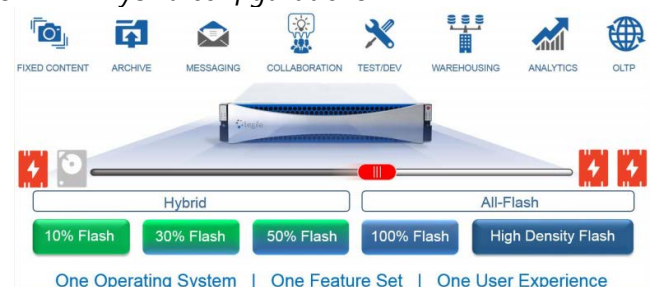 FIXED CONTENT ARCHIVE MESSAGING COLLABORATION TEST/DEV WAREHOUSING ANALYTICS OLTP
tegile
Hybrid All-Flash
10% Flash 30% Flash 50% Flash 100% Flash High Density Flash
One Operating System | One Feature Set | One User Experience